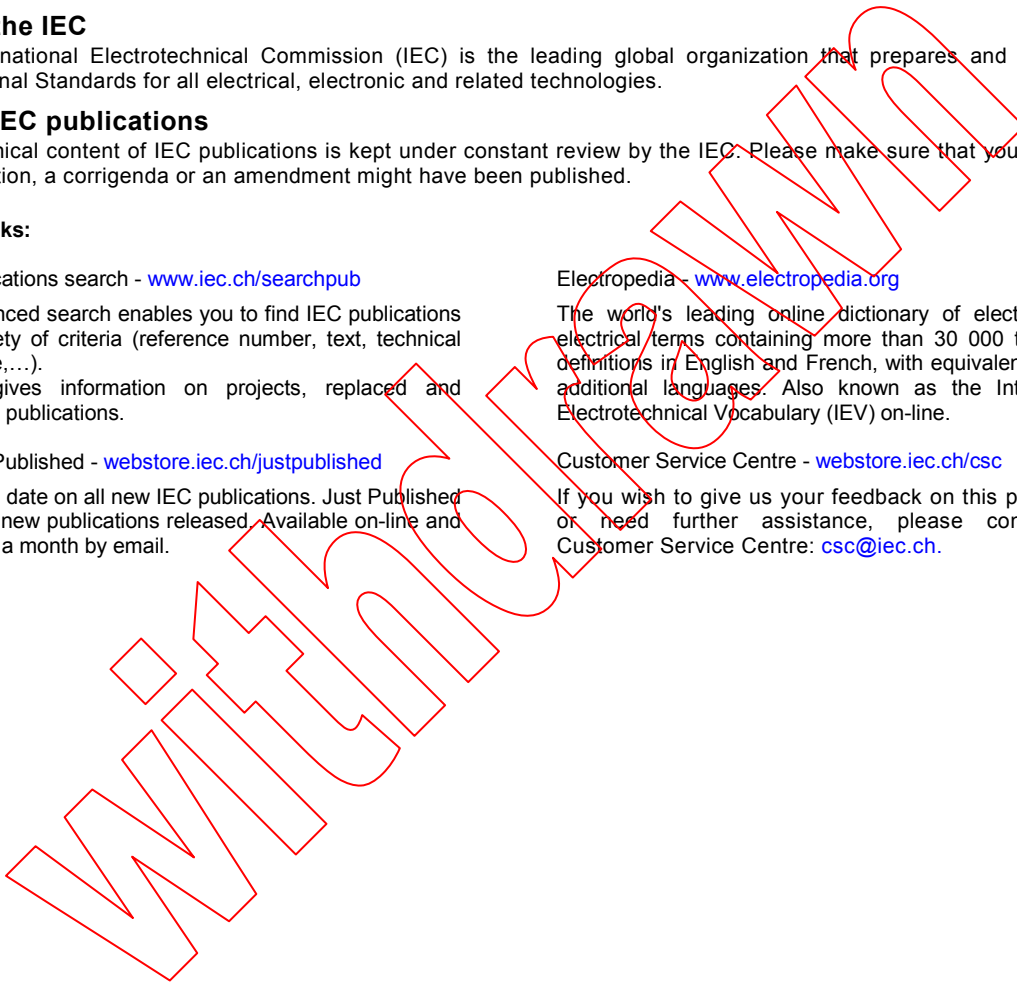 the IEC
national Electrotechnical Commission (IEC) is the leading global organization that prepares and
nal Standards for all electrical, electronic and related technologies.
EC publications
nical content of IEC publications is kept under constant review by the IEC. Please make sure that you
tion, a corrigenda or an amendment might have been published.
ks:
cations search - www.iec.ch/searchpub
nced search enables you to find IEC publications
ety of criteria (reference number, text, technical
e,…).
gives information on projects, replaced and
publications.
Published - webstore.iec.ch/justpublished
date on all new IEC publications. Just Published
new publications released. Available on-line and
a month by email.
Electropedia - www.electropedia.org
The world's leading online dictionary of elect
electrical terms containing more than 30 000 t
definitions in English and French, with equivalen
additional languages. Also known as the Int
Electrotechnical Vocabulary (IEV) on-line.
Customer Service Centre - webstore.iec.ch/csc
If you wish to give us your feedback on this p
or need further assistance, please con
Customer Service Centre: csc@iec.ch.
withdrawn